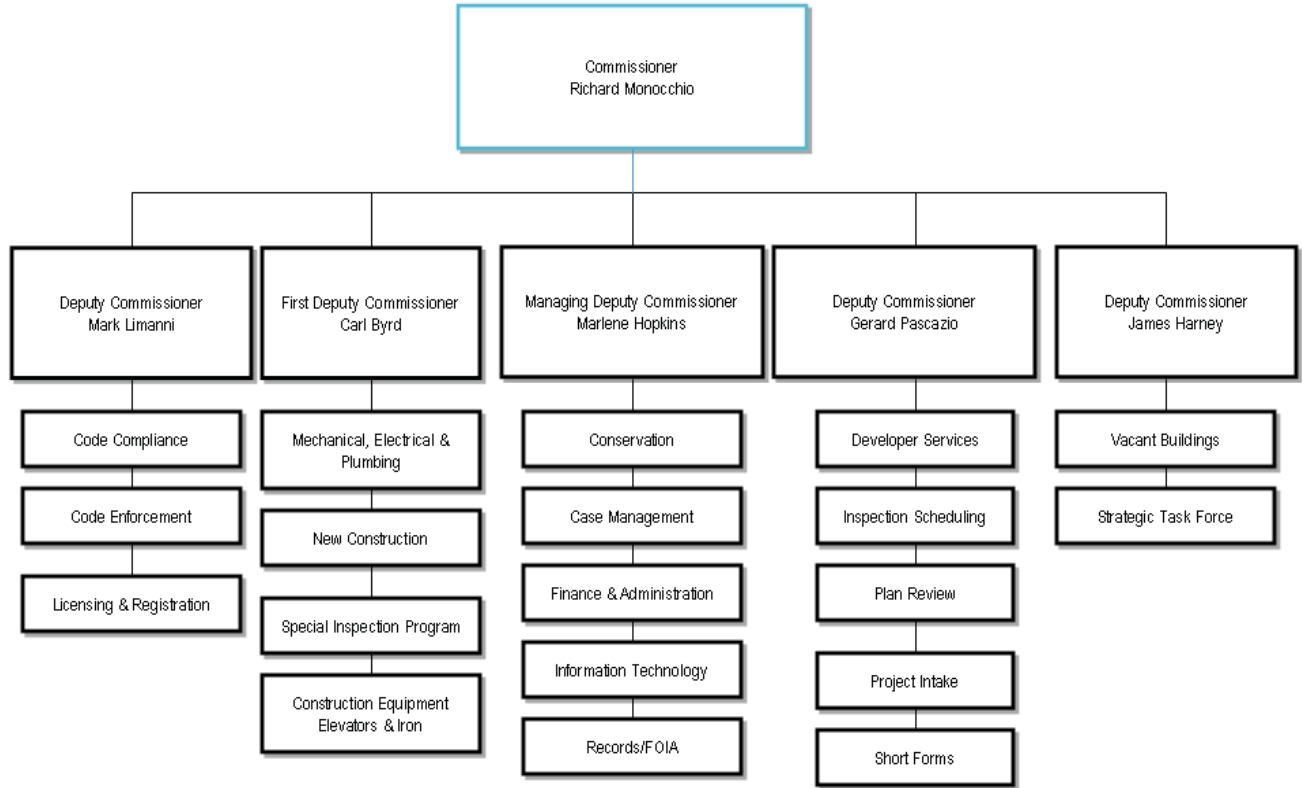 Commissioner
Richard Monocchio
Deputy Commissioner
Mark Limanni
First Deputy Commissioner
Carl Byrd
Managing Deputy Commissioner
Marlene Hopkins
Deputy Commissioner
Gerard Pascazio
Deputy Commissioner
James Harney
Code Compliance
Code Enforcement
Licensing & Registration
Mechanical, Electrical &
Plumbing
New Construction
Special Inspection Program
Construction Equipment
Elevators & Iron
Conservation
Case Management
Finance & Administration
Information Technology
Records/FOIA
Developer Services
Inspection Scheduling
Plan Review
Project Intake
Short Forms
Vacant Buildings
Strategic Task Force